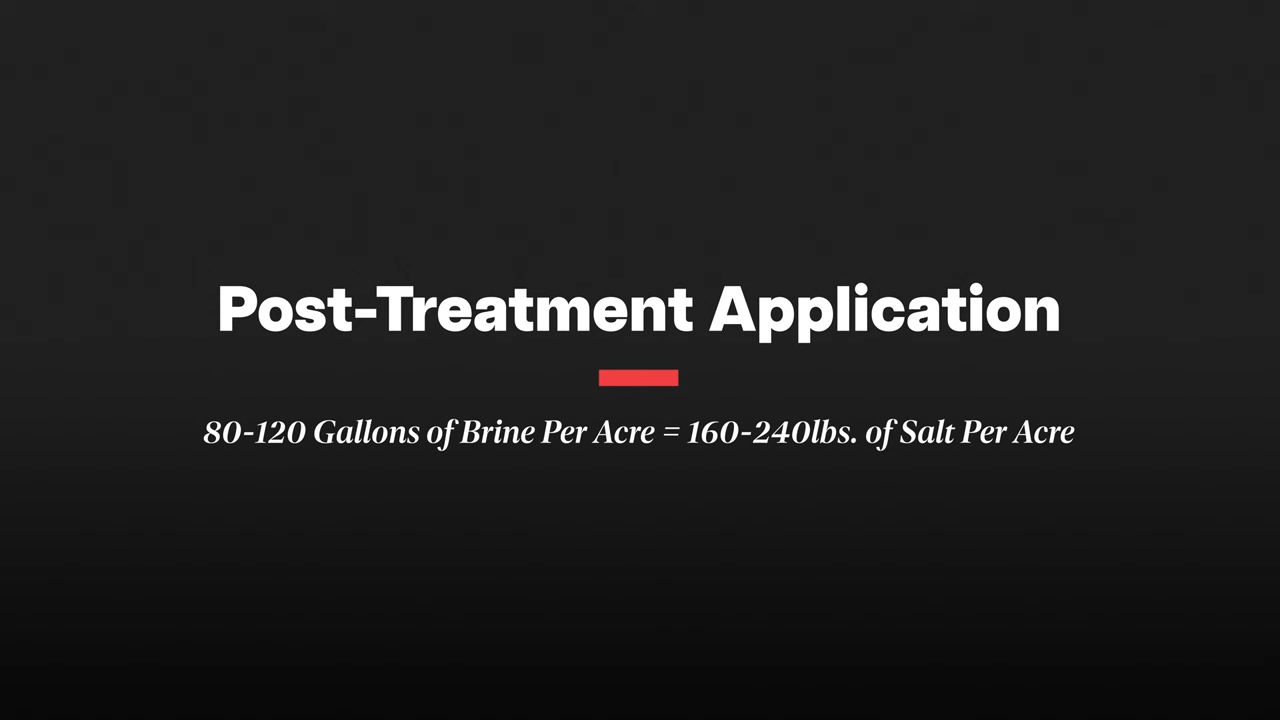 Post-Treatment Application
80-120 Gallons of Brine Per Acre = 160-240lbs. of Salt Per Acre